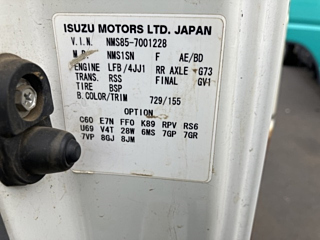 ISUZU MOTORS LTD. JAPAN
V.I.N. NMS85-7001228
NMS1SN F AE/BD
ENGINE LFB/4JJ1 RR AXLE G73
TRANS. RSS FINAL GV1
TIRE BSP
B.COLOR/TRIM 729/155
OPTION
C60 E7N FF0 K89 RPV RS6
U69 V4T 28W 6MS 7GP 7GR
7VP 8GJ 8JM